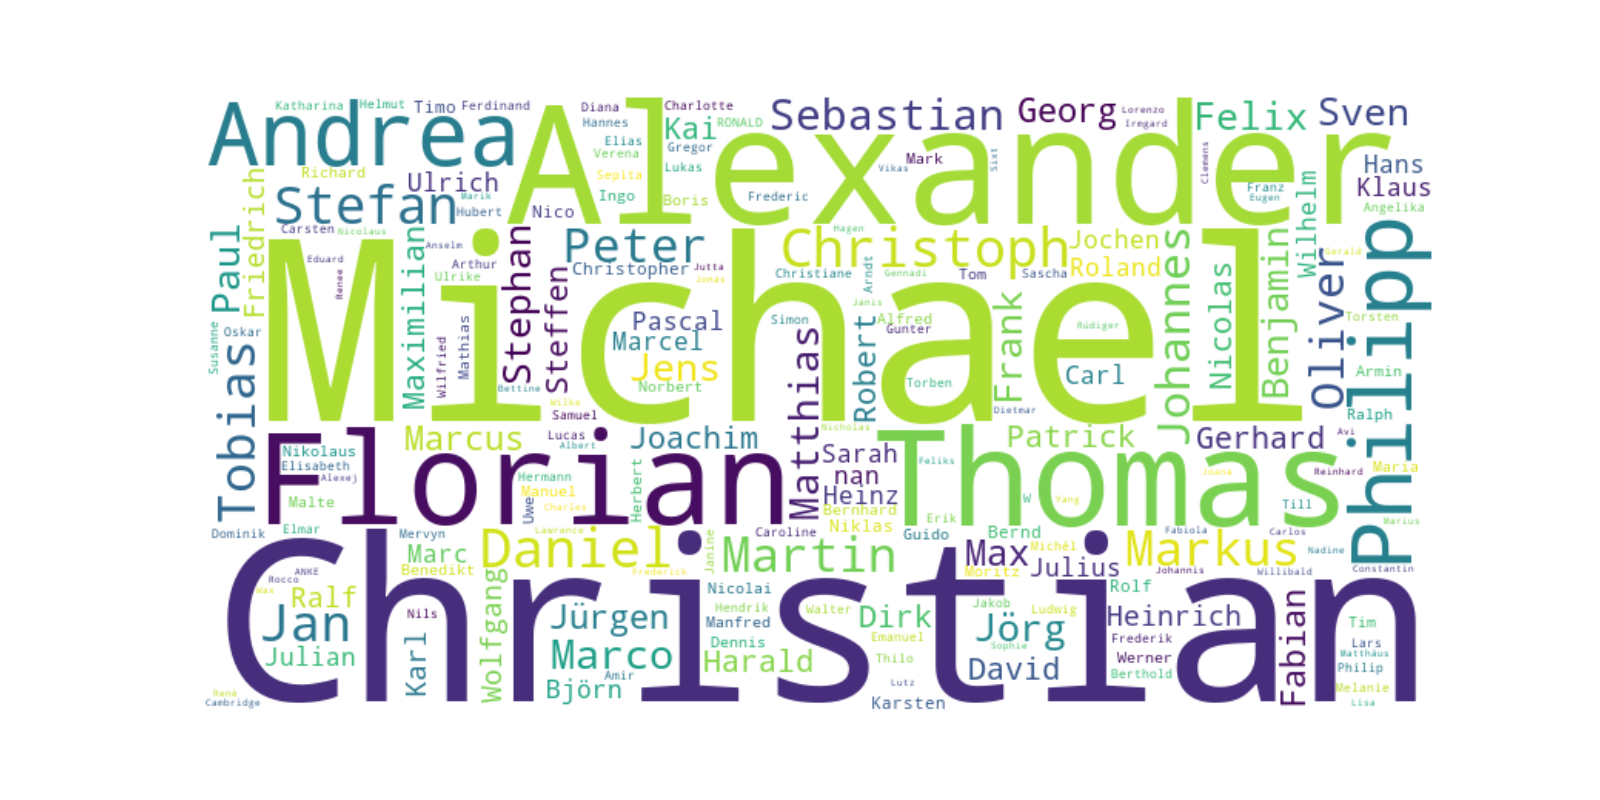 Katharina
Helmut
Timo
Ferdinand
Diana
Charlotte
Sebastian
Georg
Lorenzo
Irmgard
Felix
Sven
Andrea
Alexander
Hannes
Kai
RONALD
Elias
Gregor
Verena
Lukas
Mark
Vikas
Sixt
Clemens
Hans
Richard
Ulrich
Sepita
Klaus
Friedrich
Stefan
Marik
Ingo
Boris
Frederic
Franz
Eugen
Wilhelm
Angelika
Hubert
Nico
Carsten
Nicolaus
Paul
Maximilian
Anselm
Stephan
Peter
Christoph
Hagen
Jochen
Johannes
Benjamin
Oliver
Gerald
Philipp
Eduard
Renee
Arthur
Ulrike
Steffen
Christopher
Jutta
Jonas
Christiane
Arndt
Gennadi
Tom
Sascha
Roland
Nicolas
Michael
Janis
Susanne
Oskar
Tobias
Wilfried
Mathias
Pascal
Marcel
Jens
Norbert
Simon
Matthias
Robert
Alfred
Gunter
Frank
Rüdiger
Carl
Torsten
Armin
Bettine
Wilke
Samuel
Torben
Dietmar
Ralph
Nicholas
Marcus
Lucas
Albert
Joachim
Patrick
Gerhard
Avi
Florian
Thomas
Nikolaus
Elisabeth
Alexej
Sarah
nan
Heinz
Feliks
Joana
Reinhard
Maria
Hermann
Manuel
Charles
Herbert
Uwe
Malte
Bernhard
Niklas
Erik
W
Yang
Till
Marius
Dominik
Elmar
Mervyn
Lawrence
Caroline
Guido
Bernd
Fabiola
Carlos
Marc
Daniel
Janine
Martin
Max
Michél
Markus
Nadine
Benedikt
Frederick
Moritz
Julius
Johannis
Willibald
Constantin
ANKE
Rocco
Max
Christian
Ralf
Nils
Wolfgang
Nicolai
Rolf
Jan
Jürgen
Hendrik
Manfred
Walter
Dirk
Jakob
Ludwig
Heinrich
Fabian
Tim
Julian
Karl
Marco
Dennis
Harald
Emanuel
Thilo
Jörg
Sophie
Frederik
Werner
Lars
Matthäus
Philip
David
Berthold
Björn
Amir
Lutz
Karsten
Melanie
Lisa
René
Cambridge